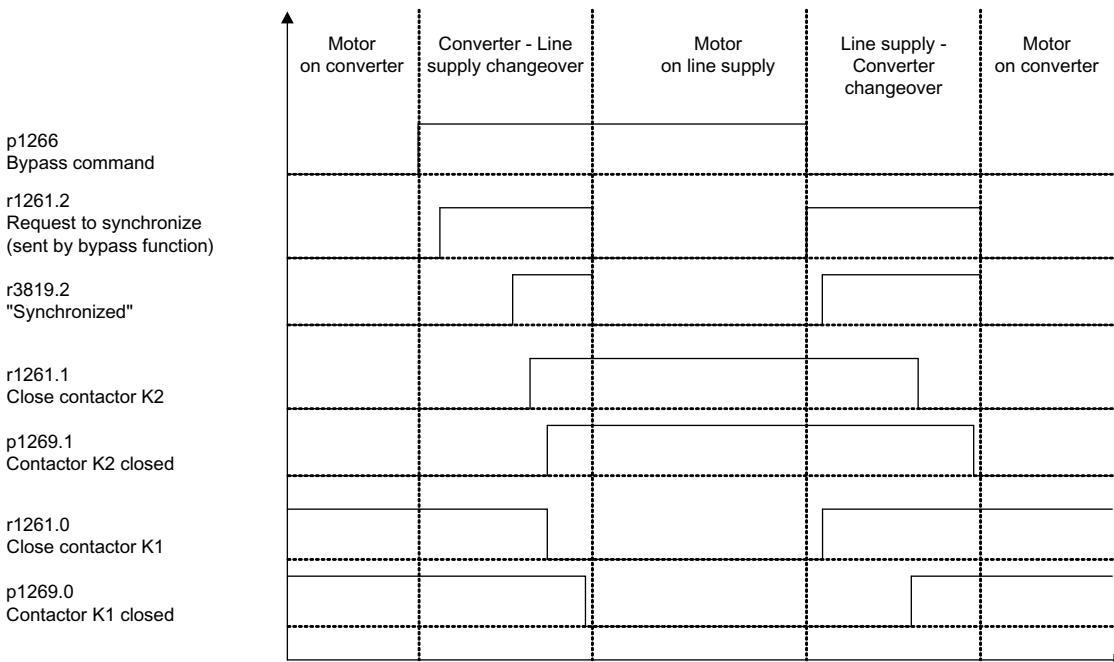 Motor
on converter
Converter - Line
supply changeover
Motor
on line supply
Line supply -
Converter
changeover
Motor
on converter
p1266
Bypass command
r1261.2
Request to synchronize
(sent by bypass function)
r3819.2
"Synchronized"
r1261.1
Close contactor K2
p1269.1
Contactor K2 closed
r1261.0
Close contactor K1
p1269.0
Contactor K1 closed